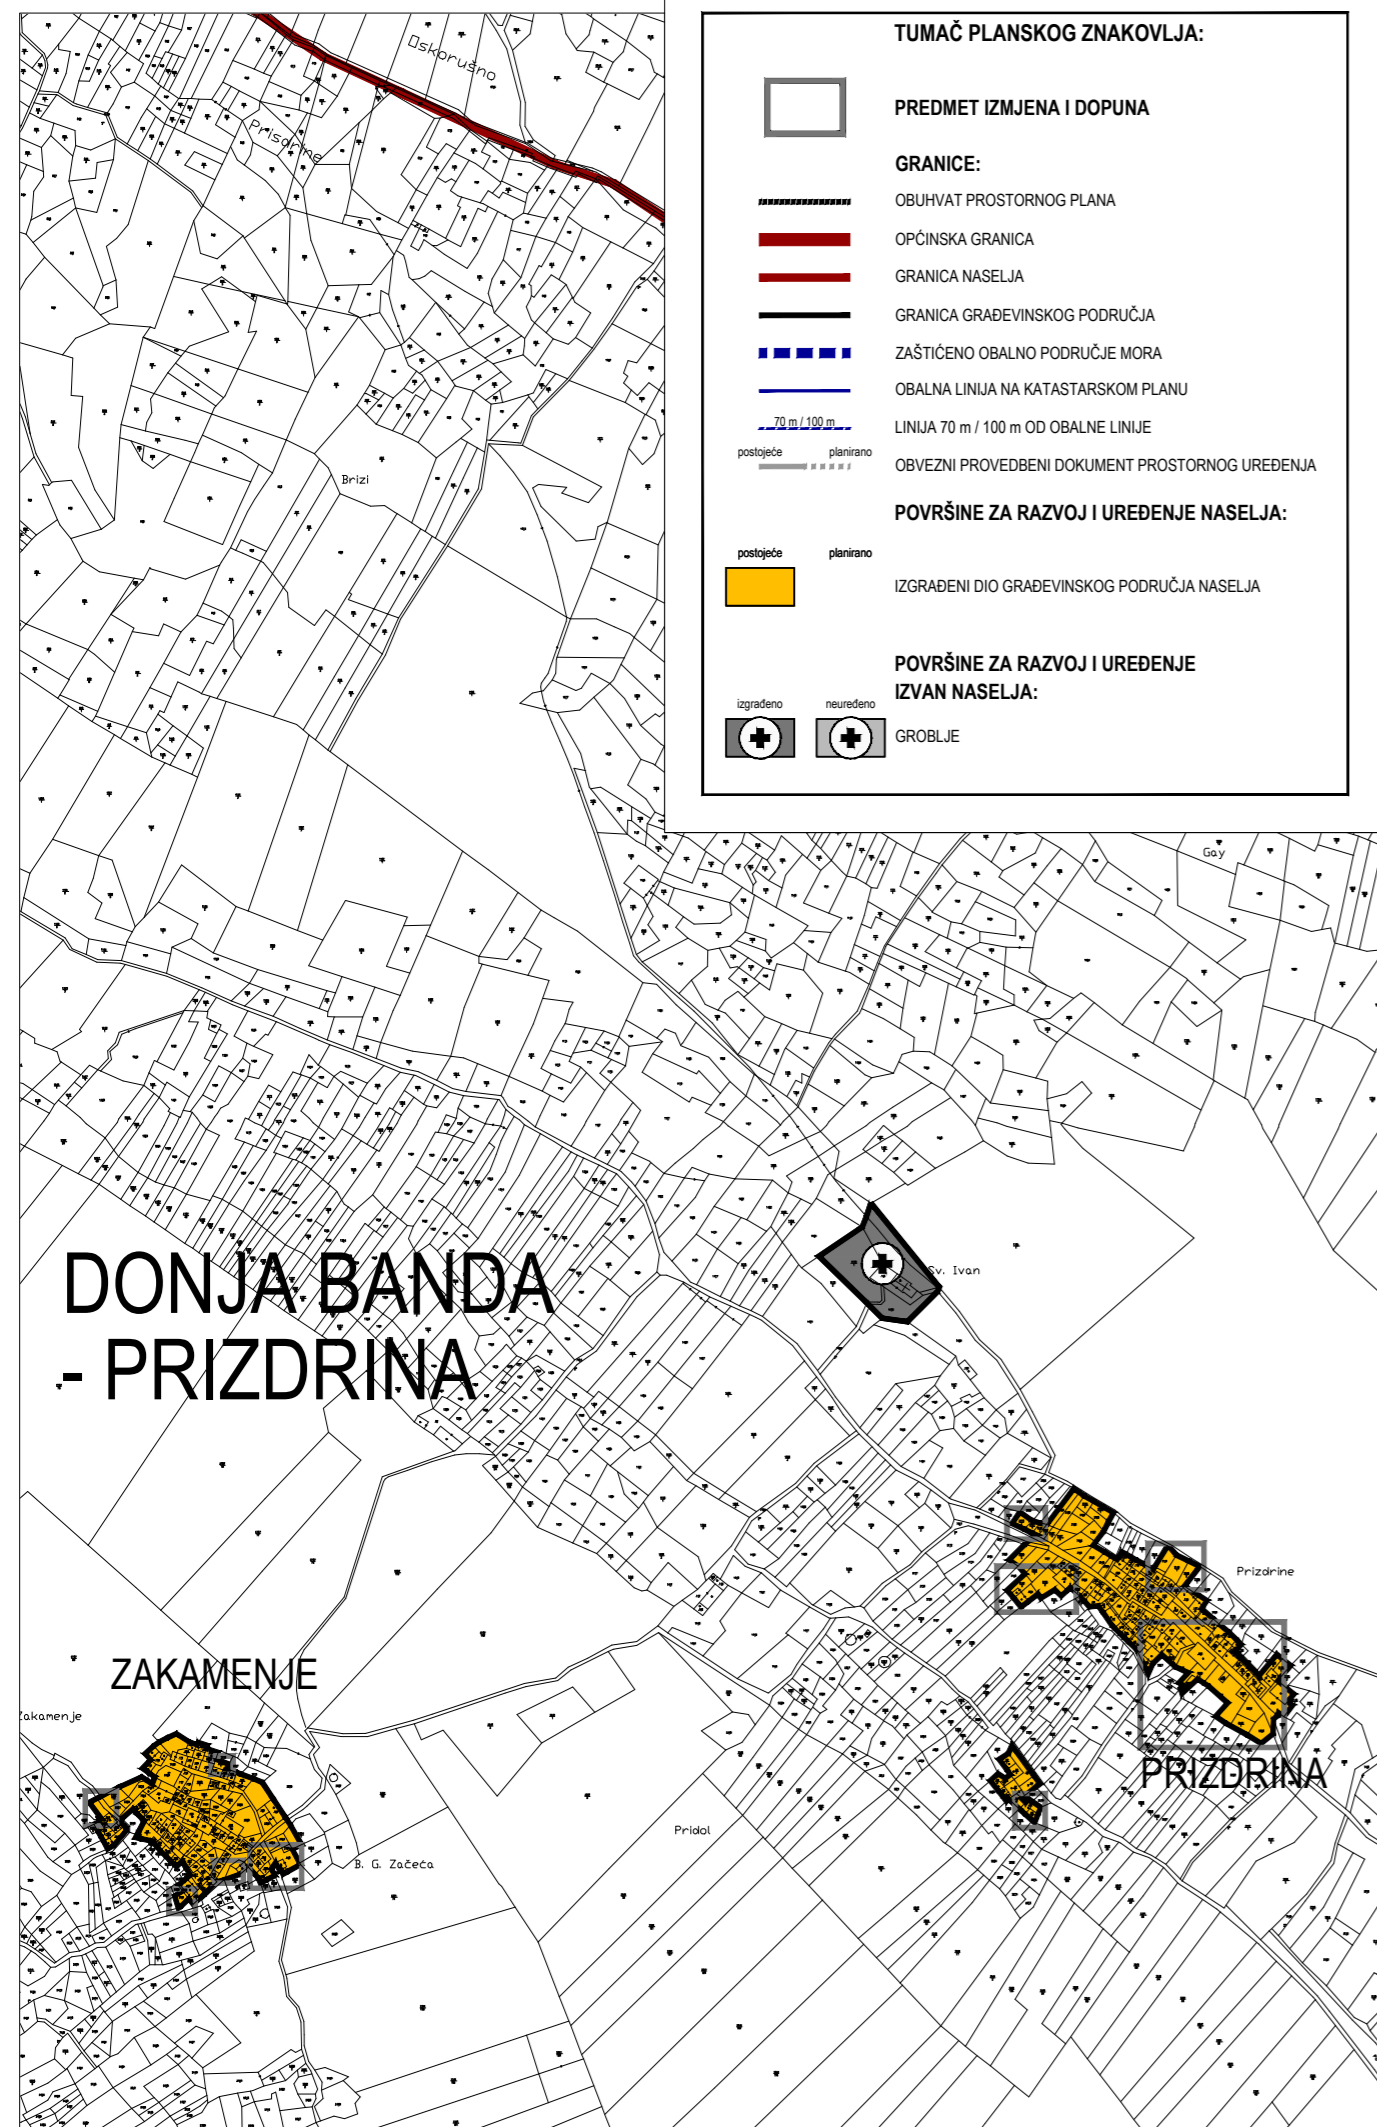 TUMAČ PLANSKOG ZNAKOVLJA:
PREDMET IZMJENA I DOPUNA
GRANICE:
OBUHVAT PROSTORNOG PLANA
OPĆINSKA GRANICA
GRANICA NASELJA
GRANICA GRAĐEVINSKOG PODRUČJA
ZAŠTIĆENO OBALNO PODRUČJE MORA
OBALNA LINIJA NA KATASTARSKOM PLANU
70 m / 100 m LINIJA 70 m / 100 m OD OBALNE LINIJE
postojeće planirano
OBVEZNI PROVEDBENI DOKUMENT PROSTORNOG UREĐENJA
POVRŠINE ZA RAZVOJ I UREĐENJE NASELJA:
postojeće planirano
IZGRAĐENI DIO GRAĐEVINSKOG PODRUČJA NASELJA
POVRŠINE ZA RAZVOJ I UREĐENJE
IZVAN NASELJA:
izgrađeno neuređeno
GROBLJE
Oskorušno
Prisdrine
Brizi
Gay
Sv. Ivan
DONJA BANDA
- PRIZDRINA
Prizdrine
ZAKAMENJE
Zakamenje
PRIZDRINA
Pridol
B. G. Začeća